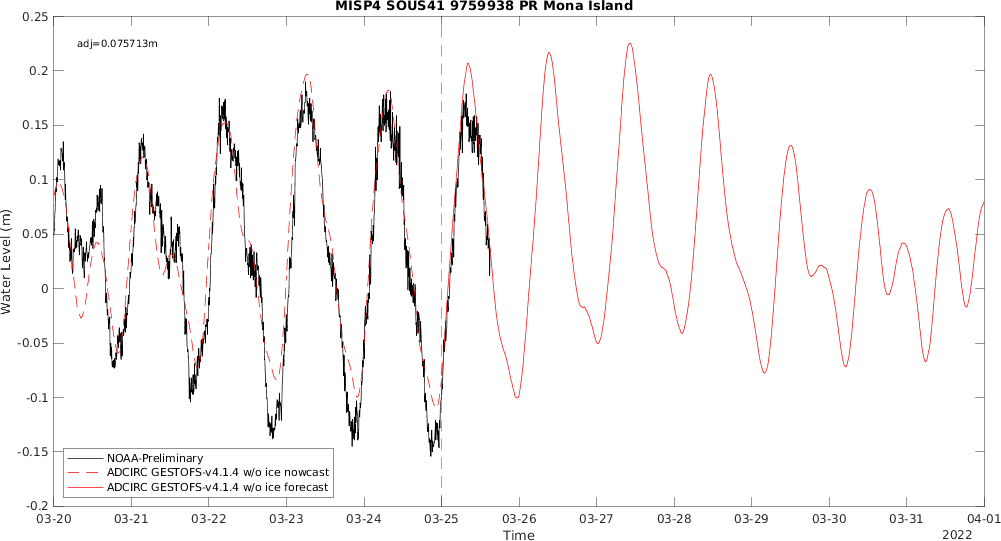 MISP4 SOUS41 9759938 PR Mona Island
adj=0.075713m
0.25
0.2
0.15
0.1
0.05
0
-0.05
-0.1
-0.15
-0.2
Water Level (m)
NOAA-Preliminary
ADCIRC GESTOFS-v4.1.4 w/o ice nowcast
ADCIRC GESTOFS-v4.1.4 w/o ice forecast
03-20 03-21 03-22 03-23 03-24 03-25 03-26 03-27 03-28 03-29 03-30 03-31 04-01
Time
2022